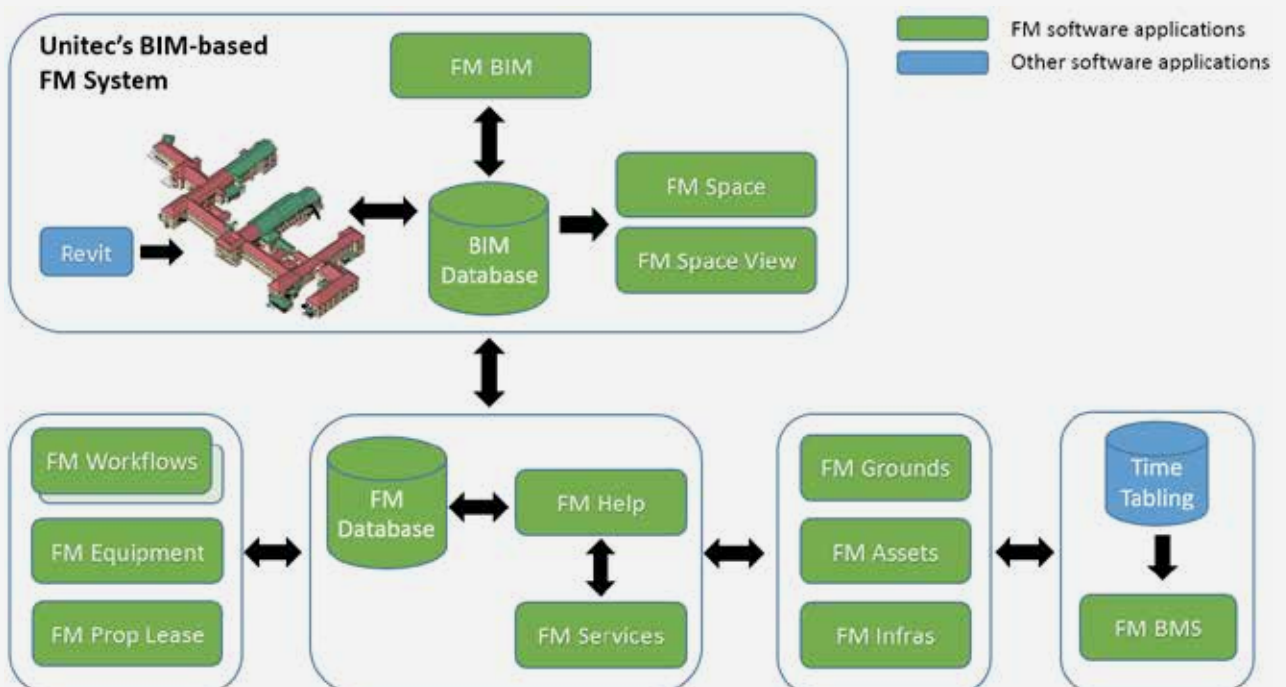 Unitec's BIM-based
FM System
FM BIM
FM software applications
Other software applications
Revit
BIM
Database
FM Space
FM Space View
FM Workflows
FM Equipment
FM Prop Lease
FM
Database
FM Help
FM Services
FM Grounds
FM Assets
FM Infras
Time
Tabling
FM BMS